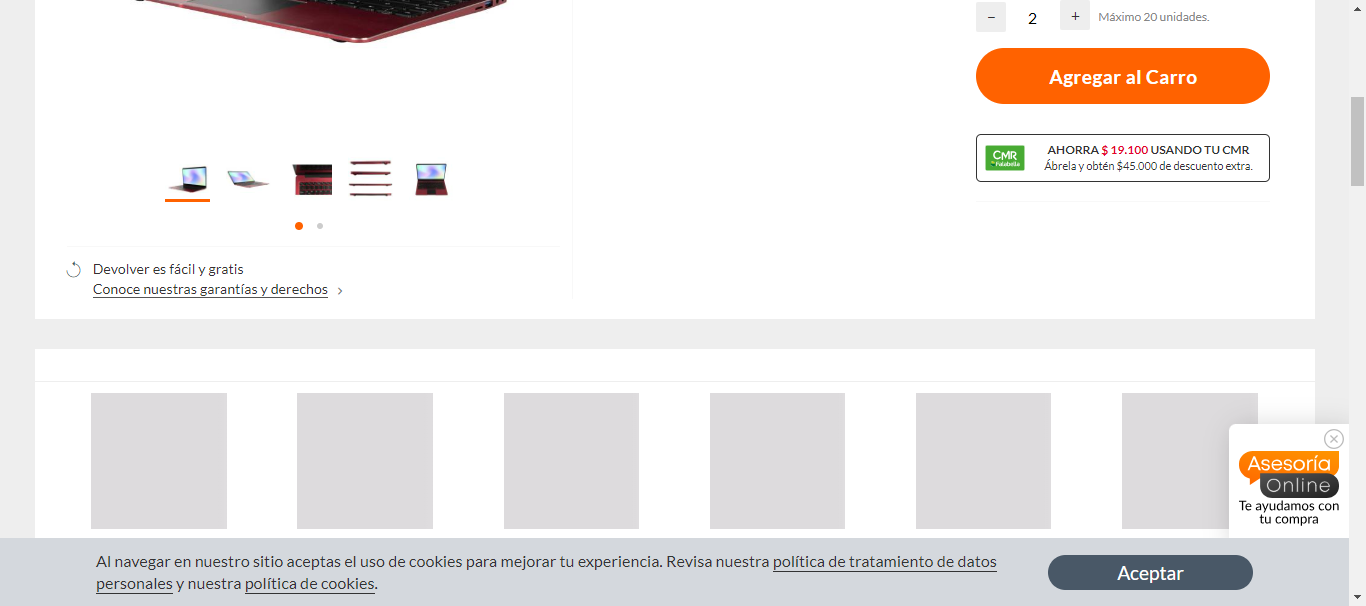 −
2
+
Máximo 20 unidades.
Agregar al Carro
CMR
Falabella
AHORRA $ 19.100 USANDO TU CMR
Ábrela y obtén $45.000 de descuento extra.
Devolver es fácil y gratis
Conoce nuestras garantías y derechos
Asesoría
Online
Te ayudamos con
tu compra
Al navegar en nuestro sitio aceptas el uso de cookies para mejorar tu experiencia. Revisa nuestra política de tratamiento de datos
personales y nuestra política de cookies.
Aceptar